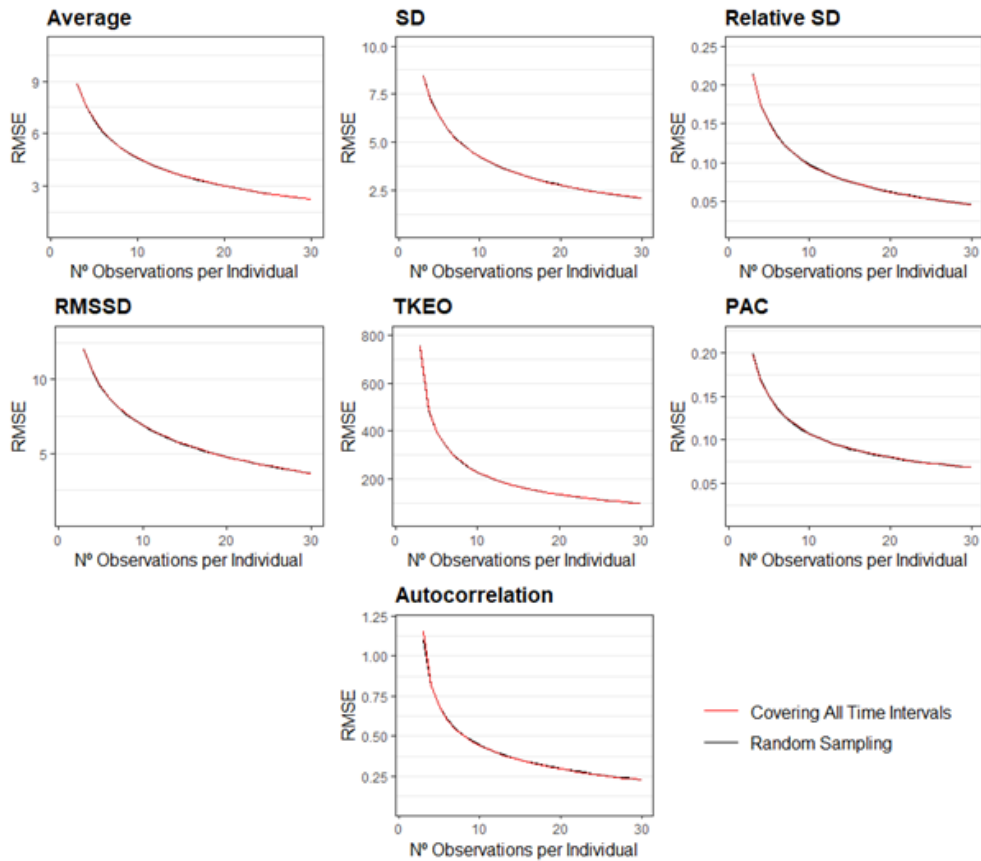 Average
SD
Relative SD
9
6
3
RMSE
0
10
20
30
Nº Observations per Individual
10.0
7.5
5.0
2.5
RMSE
0
10
20
30
Nº Observations per Individual
0.25
0.20
0.15
0.10
0.05
RMSE
0
10
20
30
Nº Observations per Individual
RMSSD
TKEO
PAC
10
5
RMSE
0
10
20
30
Nº Observations per Individual
800
600
400
200
RMSE
0
10
20
30
Nº Observations per Individual
0.20
0.15
0.10
0.05
RMSE
0
10
20
30
Nº Observations per Individual
Autocorrelation
1.25
1.00
0.75
0.50
0.25
RMSE
0
10
20
30
Nº Observations per Individual
Covering All Time Intervals
Random Sampling